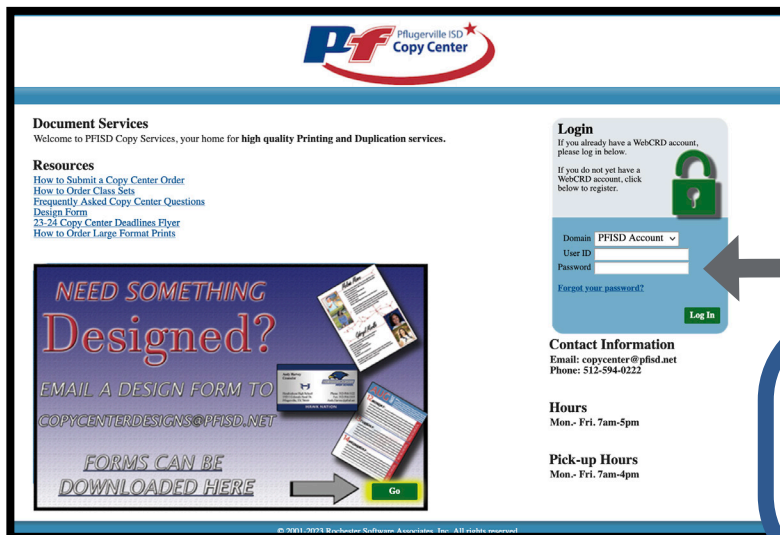 Pf Pflugerville ISD
Copy Center
Document Services
Welcome to PFISD Copy Services, your home for high quality Printing and Duplication services.
Resources
How to Submit a Copy Center Order
How to Order Class Sets
Frequently Asked Copy Center Questions
Design Form
23-24 Copy Center Deadlines Flyer
How to Order Large Format Prints
NEED SOMETHING
Designed?
EMAIL A DESIGN FORM TO
COPYCENTERDESIGNS@PFISD.NET
FORMS CAN BE
DOWNLOADED HERE
Go
Login
If you already have a WebCRD account,
please log in below.
If you do not yet have a
WebCRD account, click
below to register.
Domain PFISD Account
User ID
Password
Forgot your password?
Log In
Contact Information
Email: copycenter@pfisd.net
Phone: 512-594-0222
Hours
Mon.- Fri. 7am-5pm
Pick-up Hours
Mon.- Fri. 7am-4pm
© 2001-2023 Rochester Software Associates, Inc. All rights reserved